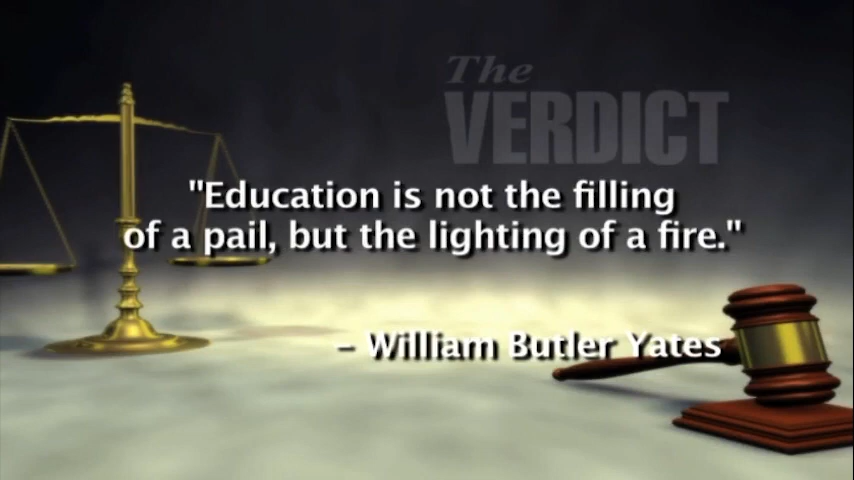 The
VERDICT
"Education is not the filling
of a pail, but the lighting of a fire."
– William Butler Yates